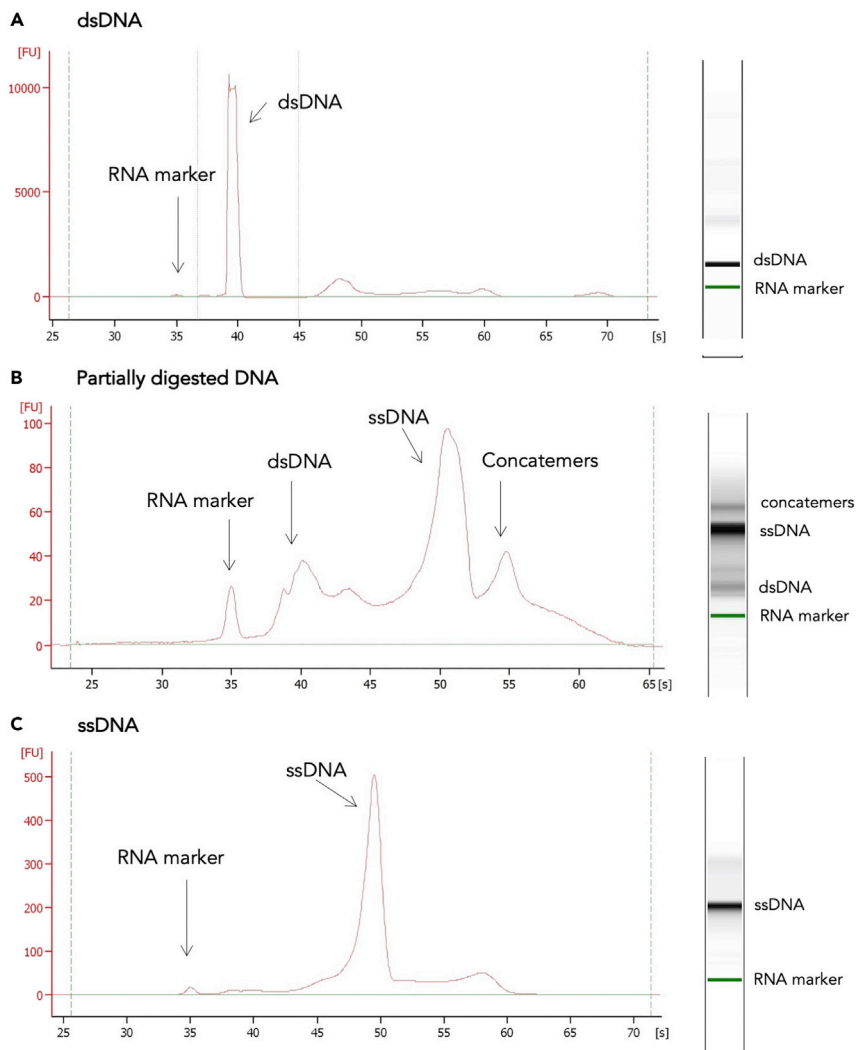 A dsDNA
[FU]
10000
5000
0
dsDNA
RNA marker
25 30 35 40 45 50 55 60 65 70 [s]
dsDNA
RNA marker
B Partially digested DNA
[FU]
100
80
60
40
20
0
ssDNA
dsDNA
Concatemers
RNA marker
25 30 35 40 45 50 55 60 65 [s]
concatemers
ssDNA
dsDNA
RNA marker
C ssDNA
[FU]
500
400
300
200
100
0
ssDNA
RNA marker
25 30 35 40 45 50 55 60 65 70 [s]
ssDNA
RNA marker